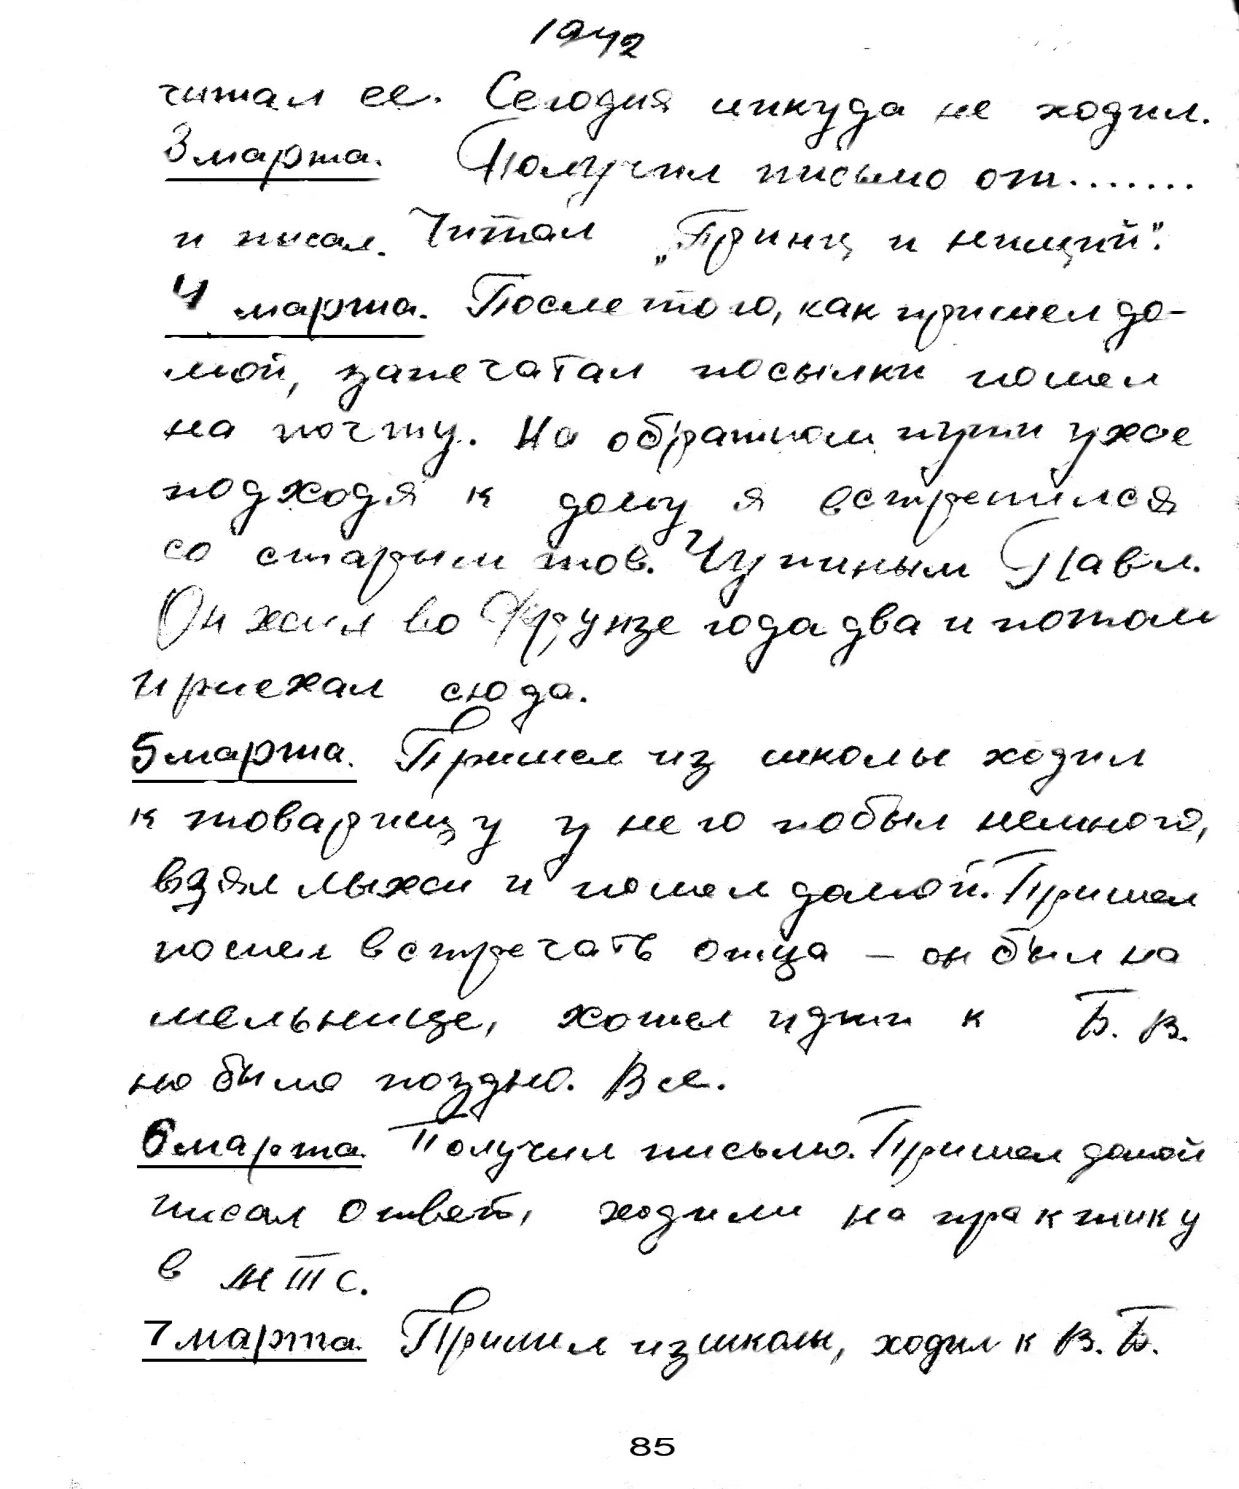 1942
читал ее. Сегодня никуда не ходил.
3 марта. Получил письмо от.......
и писал. Читал „Принц и нищий“.
4 марта. После того, как пришел до-
мой, запечатал посылки пошел
на почту. На обратном пути уже
подходя к дому я встретился
со старым тов. Чупиным Павл.
Он жил во Фрунзе года два и потом
приехал сюда.
5 марта. Пришел из школы ходил
к товарищу у него побыл немного,
взял лыжи и пошел домой. Пришел
пошел встречать отца – он был на
мельнице, хотел идти к Б. В.
но было поздно. Все.
6 марта Получил письмо. Пришел домой
писал ответ, ходили на практику
в МТС.
7 марта. Пришел из школы, ходил к В. Б.
85